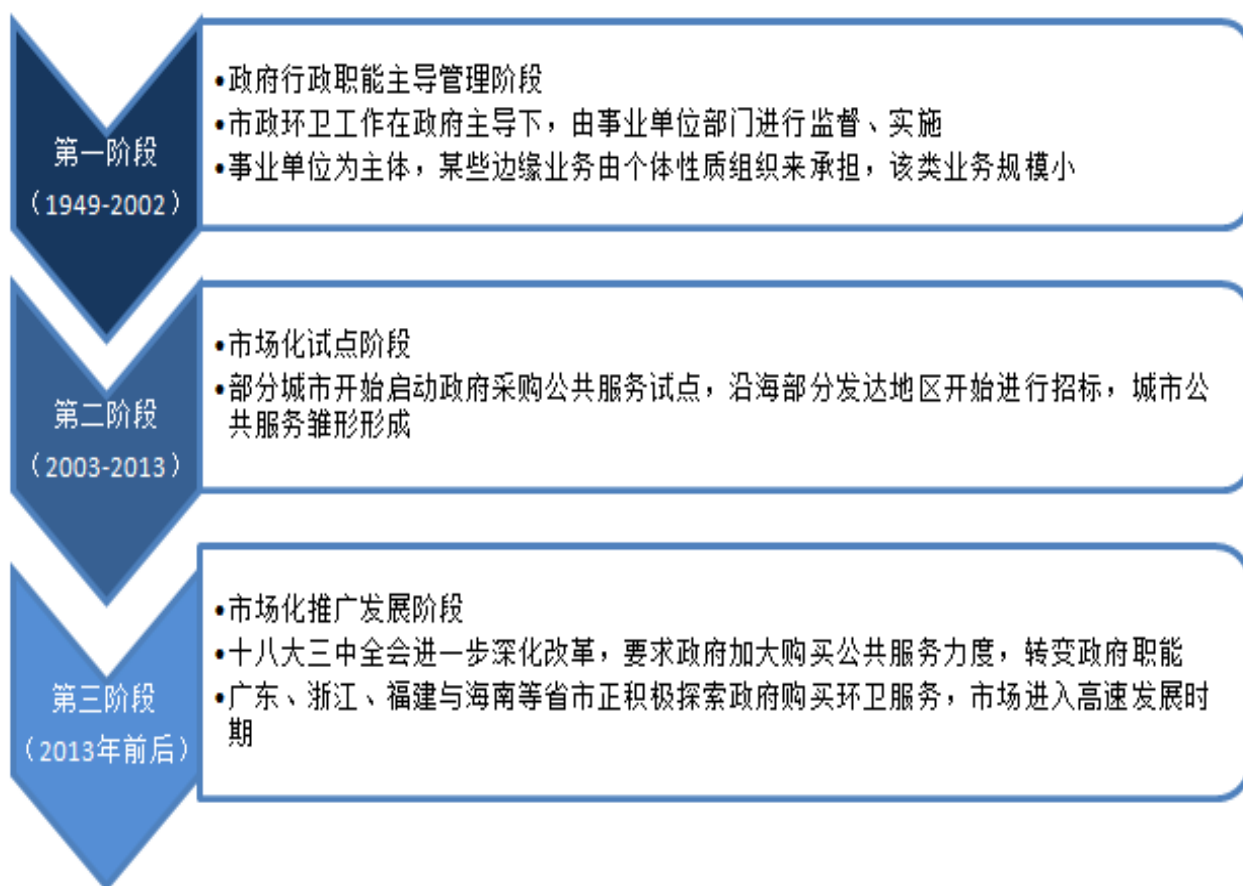 第一阶段
（1949-2002）
•政府行政职能主导管理阶段
•市政环卫工作在政府主导下，由事业单位部门进行监督、实施
•事业单位为主体，某些边缘业务由个体性质组织来承担，该类业务规模小
第二阶段
（2003-2013）
•市场化试点阶段
•部分城市开始启动政府采购公共服务试点，沿海部分发达地区开始进行招标，城市公
共服务雏形形成
第三阶段
（2013年前后）
•市场化推广发展阶段
•十八大三中全会进一步深化改革，要求政府加大购买公共服务力度，转变政府职能
•广东、浙江、福建与海南等省市正积极探索政府购买环卫服务，市场进入高速发展时
期